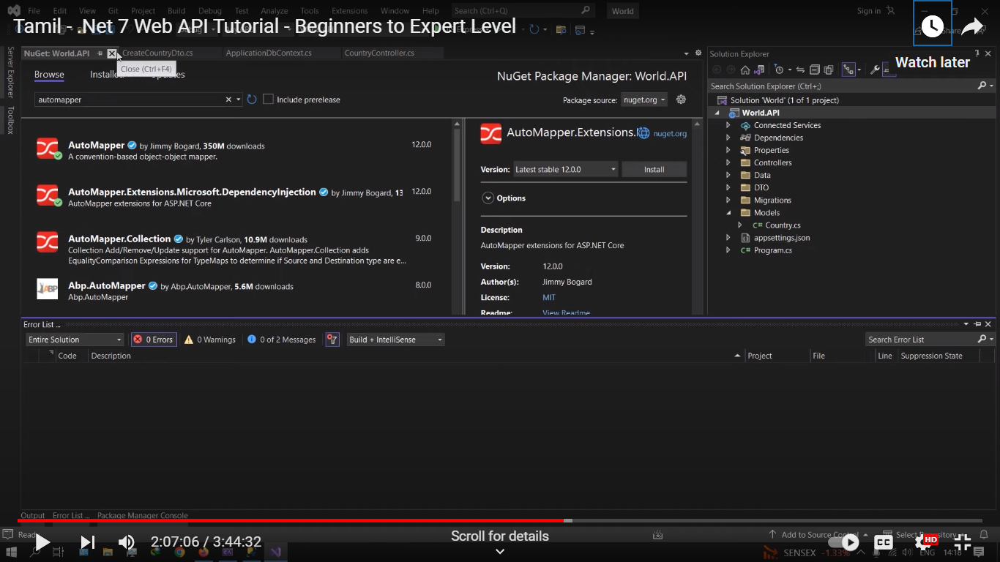 File Edit View Git Project Build Debug Test Analyze Tools Extensions Window Help Search (Ctrl+Q) World Sign in
Tamil - .Net 7 Web API Tutorial - Beginners to Expert Level
Share
Watch later
NuGet: World.API CreateCountryDto.cs ApplicationDbContext.cs CountryController.cs
Close (Ctrl+F4)
Server Explorer
Toolbox
Browse Installed Updates
NuGet Package Manager: World.API
automapper
Include prerelease
Package source: nuget.org
AutoMapper by Jimmy Bogard, 350M downloads 12.0.0
A convention-based object-object mapper.
AutoMapper.Extensions.Microsoft.DependencyInjection by Jimmy Bogard, 13 12.0.0
AutoMapper extensions for ASP.NET Core
AutoMapper.Collection by Tyler Carlson, 10.9M downloads 9.0.0
Collection Add/Remove/Update support for AutoMapper. AutoMapper.Collection adds
EqualityComparison Expressions for TypeMaps to determine if Source and Destination type are e...
Abp.AutoMapper by Abp.AutoMapper, 5.6M downloads 8.0.0
Abp.AutoMapper
AutoMapper.Extensions. nuget.org
Version: Latest stable 12.0.0 Install
Options
Description
AutoMapper extensions for ASP.NET Core
Version: 12.0.0
Author(s): Jimmy Bogard
License: MIT
Readme: View Readme
Solution Explorer
Search Solution Explorer (Ctrl+;)
Solution 'World' (1 of 1 project)
World.API
Connected Services
Dependencies
Properties
Controllers
Data
DTO
Migrations
Models
C# Country.cs
appsettings.json
C# Program.cs
Error List ...
Entire Solution 0 Errors 0 Warnings 0 of 2 Messages Build + IntelliSense Search Error List
Code Description Project File Line Suppression State
Output Error List ... Package Manager Console
Ready Add to Source Control Select Repository
Scroll for details
2:07:06 / 3:44:32
CC HD
SENSEX -1.33% ENG 14:18